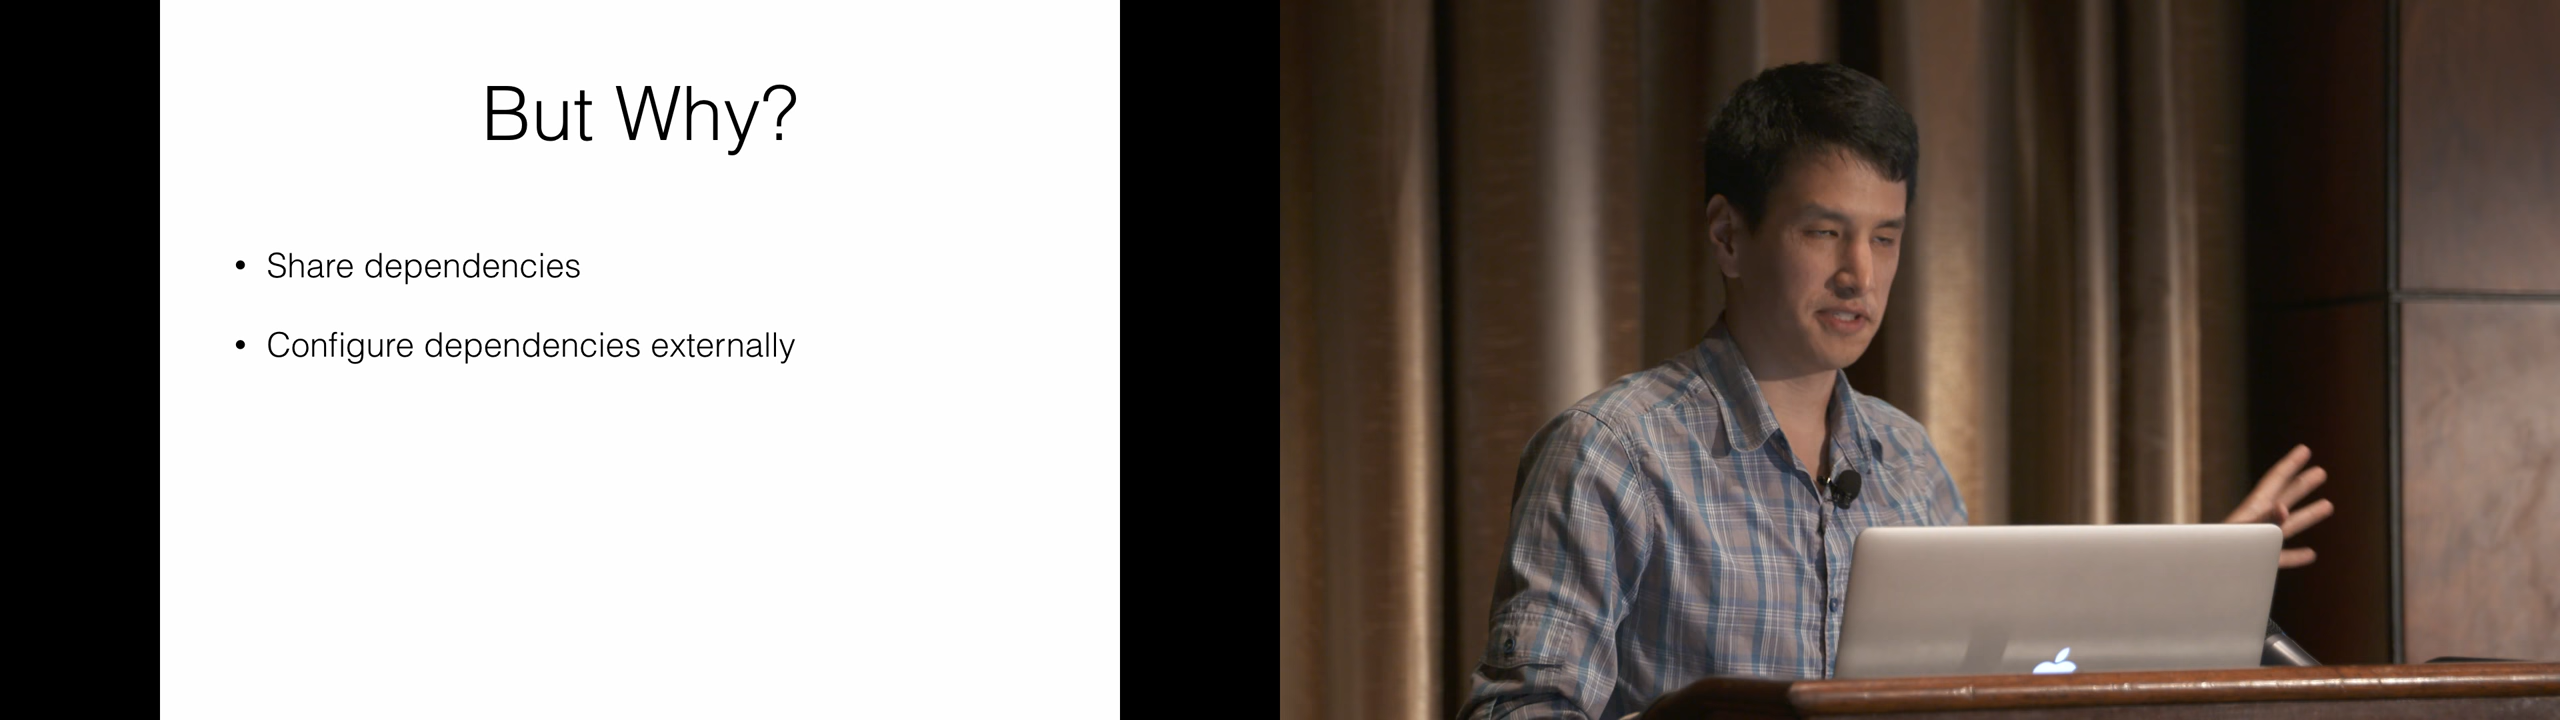 But Why?
• Share dependencies
• Configure dependencies externally